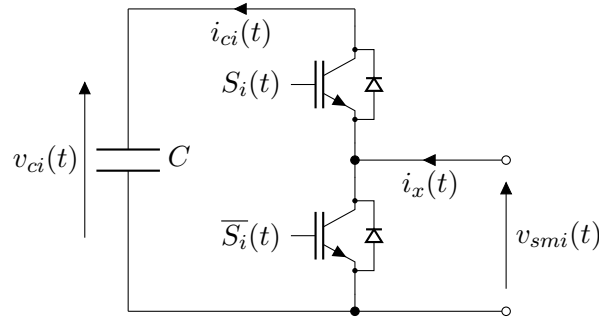 i_{ci}(t)
S_i(t)
v_{ci}(t)
C
i_x(t)
\overline{S_i}(t)
v_{smi}(t)